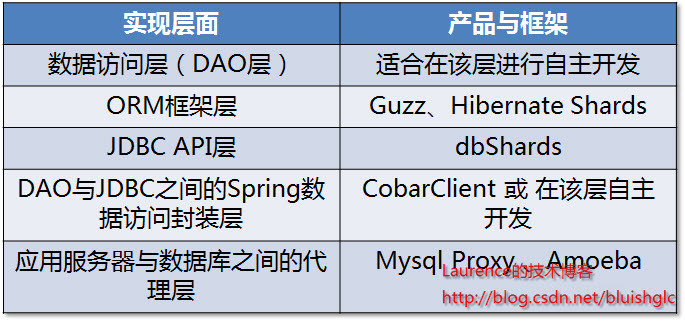 实现层面
产品与框架
数据访问层（DAO层）
适合在该层进行自主开发
ORM框架层
Guzz、Hibernate Shards
JDBC API层
dbShards
DAO与JDBC之间的Spring数
据访问封装层
CobarClient 或 在该层自主
开发
应用服务器与数据库之间的代
理层
Mysql Proxy、Amoeba
Laurence的技术博客
http://blog.csdn.net/bluishglc